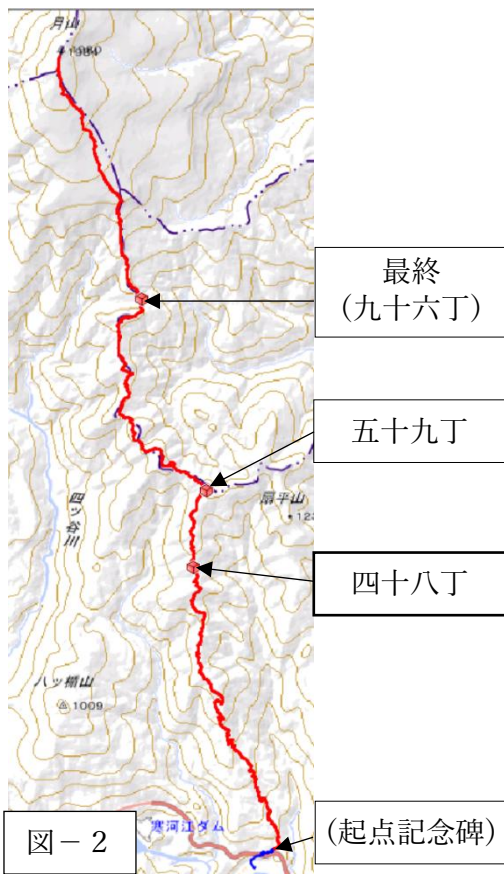 月山
1984
最終
(九十六丁)
五十九丁
扇平山
四ッ谷川
四十八丁
八ッ楯山
1009
寒河江ダム
(起点記念碑)
図－２